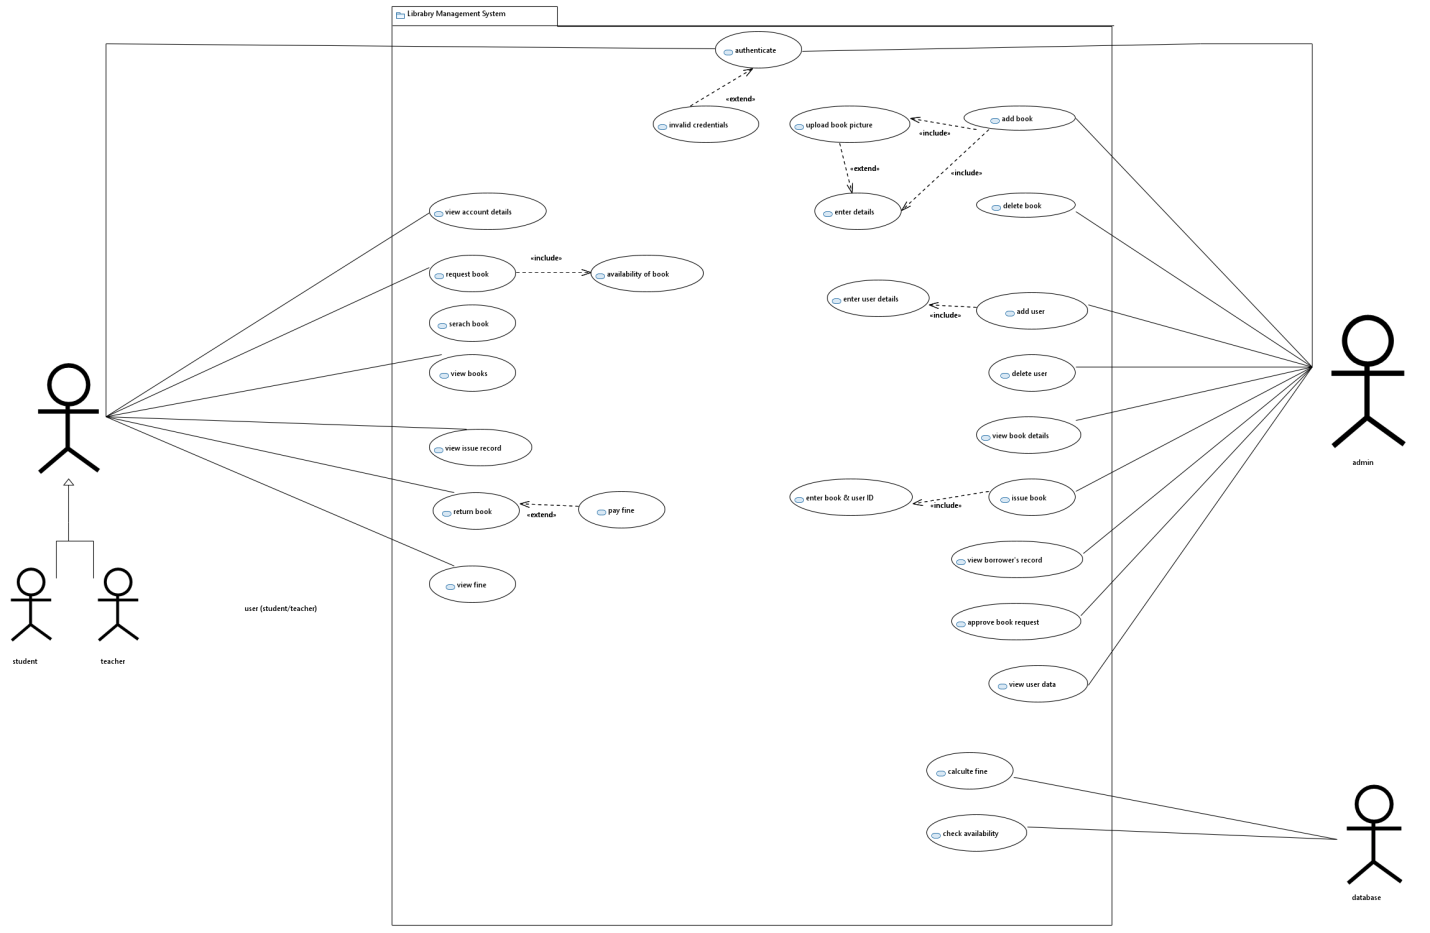 Librabry Management System
authenticate
«extend»
invalid credentials
upload book picture
add book
«include»
«extend»
«include»
view account details
enter details
delete book
«include»
request book
availability of book
enter user details
add user
«include»
serach book
view books
delete user
view book details
view issue record
enter book & user ID
issue book
«include»
return book
pay fine
«extend»
view borrower's record
view fine
user (student/teacher)
approve book request
student
teacher
view user data
calculte fine
check availability
admin
database